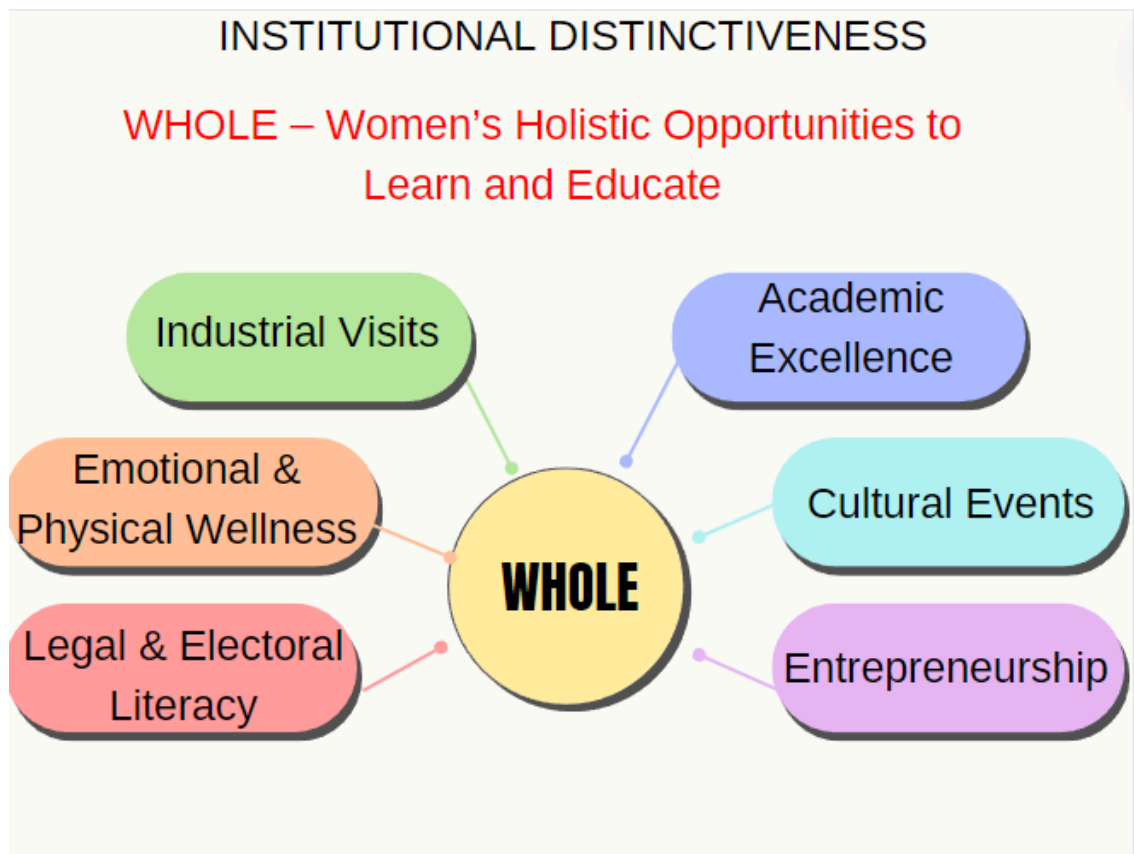 INSTITUTIONAL DISTINCTIVENESS
WHOLE – Women’s Holistic Opportunities to
Learn and Educate
Industrial Visits
Academic
Excellence
Emotional &
Physical Wellness
Cultural Events
WHOLE
Legal & Electoral
Literacy
Entrepreneurship